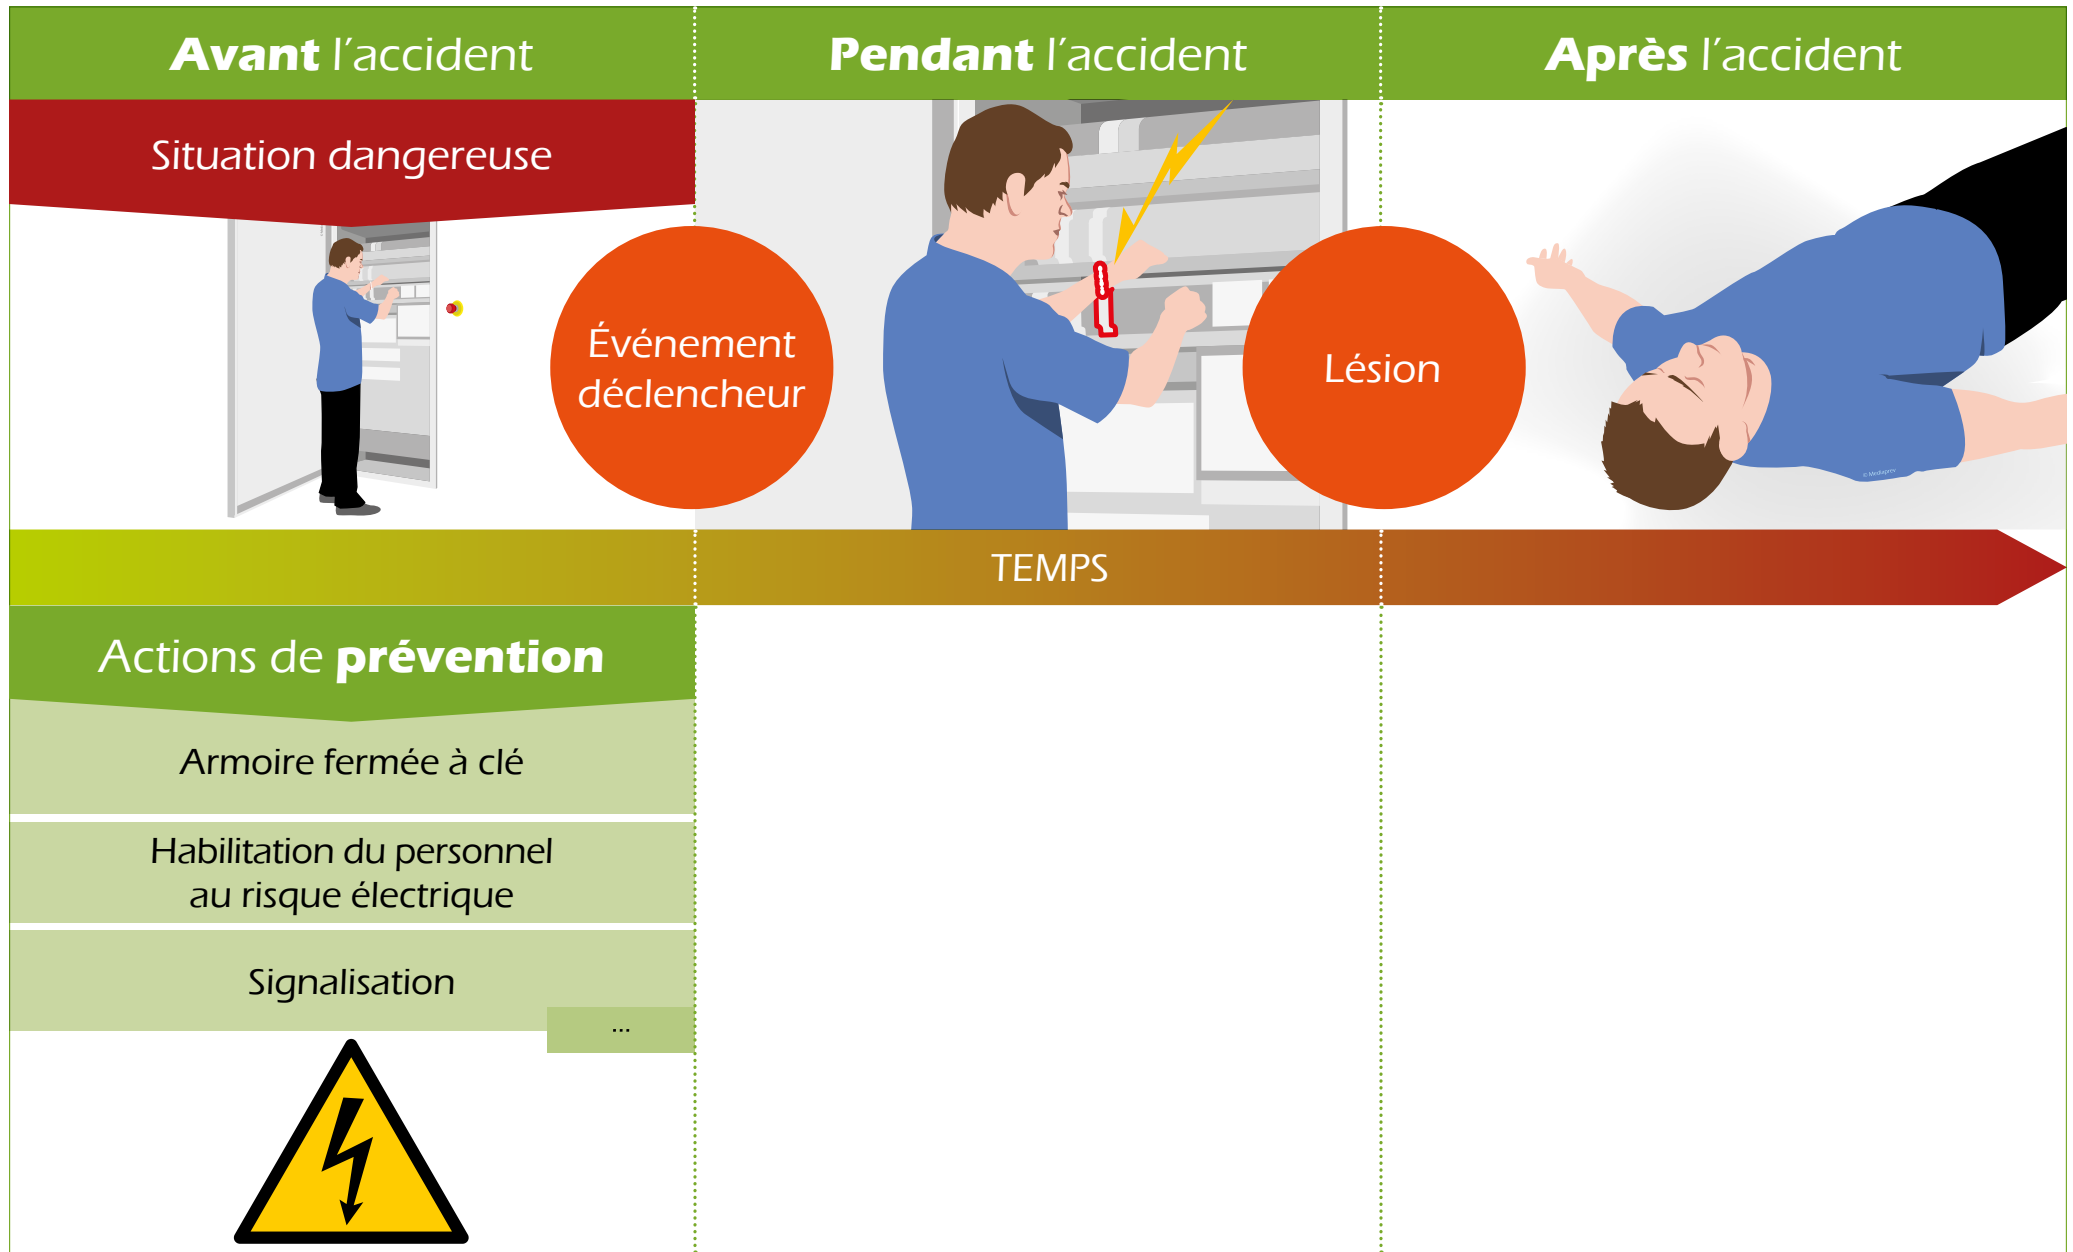 Avant l'accident
Pendant l'accident
Après l'accident
Situation dangereuse
Événement
déclencheur
Lésion
© Mediaprev
TEMPS
Actions de prévention
Armoire fermée à clé
Habilitation du personnel
au risque électrique
Signalisation
...